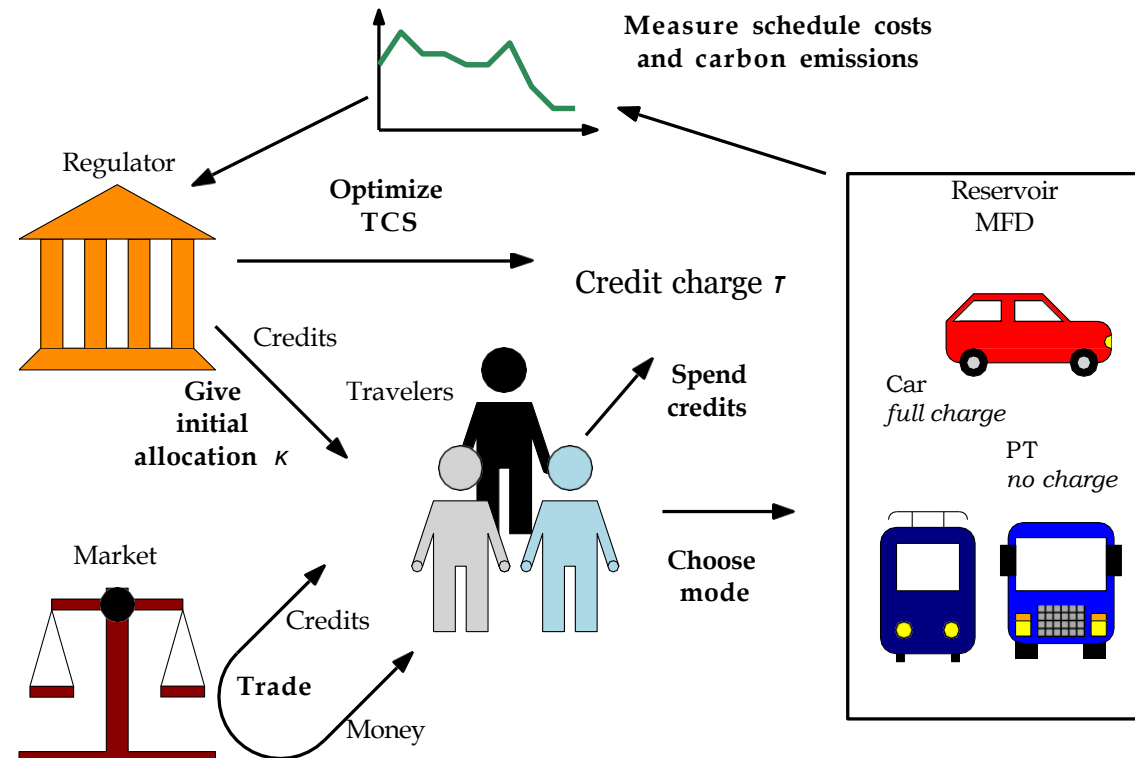 Measure schedule costs
and carbon emissions
Regulator
Optimize
TCS
Reservoir
MFD
Credit charge τ
Credits
Give
initial
allocation κ
Travelers
Spend
credits
Car
full charge
PT
no charge
Market
Choose
mode
Credits
Trade
Money